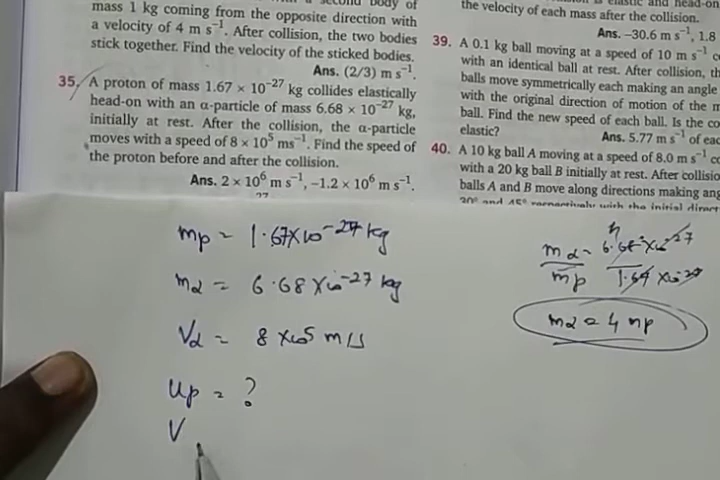 mass 1 kg coming from the opposite direction with
a velocity of 4 m s⁻¹. After collision, the two bodies
stick together. Find the velocity of the sticked bodies.
Ans. (2/3) m s⁻¹.
35. A proton of mass 1.67 × 10⁻²⁷ kg collides elastically
head-on with an α-particle of mass 6.68 × 10⁻²⁷ kg,
initially at rest. After the collision, the α-particle
moves with a speed of 8 × 10⁵ ms⁻¹. Find the speed of
the proton before and after the collision.
Ans. 2 × 10⁶ m s⁻¹, –1.2 × 10⁶ m s⁻¹.
the velocity of each mass after the collision.
Ans. –30.6 m s⁻¹, 1.8
39. A 0.1 kg ball moving at a speed of 10 m s⁻¹
with an identical ball at rest. After collision,
balls move symmetrically each making an angle
with the original direction of motion of the
ball. Find the new speed of each ball. Is the
elastic? Ans. 5.77 m s⁻¹ of
40. A 10 kg ball A moving at a speed of 8.0 m s⁻¹
with a 20 kg ball B initially at rest. After
balls A and B move along directions making
mp = 1.67×10⁻²⁷ kg
mα = 6.68 ×10⁻²⁷ kg
Vα = 8 ×10⁵ m/s
up = ?
V
4
mα = 6.68 ×10⁻²⁷
mp 1.67 ×10⁻²⁷
mα = 4 mp